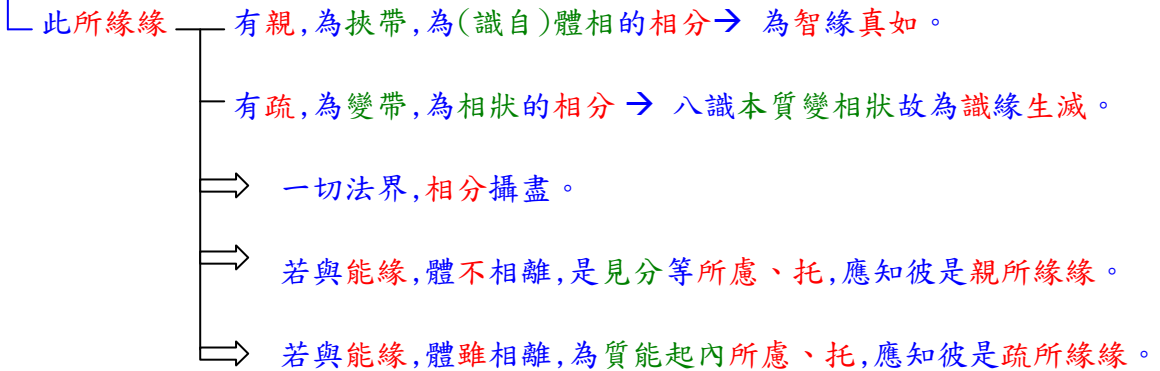 此所緣緣 有親,為挾帶,為(識自)體相的相分→ 為智緣真如。
有疏,為變帶,為相狀的相分 → 八識本質變相狀故為識緣生滅。
一切法界,相分攝盡。
若與能緣,體不相離,是見分等所慮、托,應知彼是親所緣緣。
若與能緣,體雖相離,為質能起內所慮、托,應知彼是疏所緣緣。